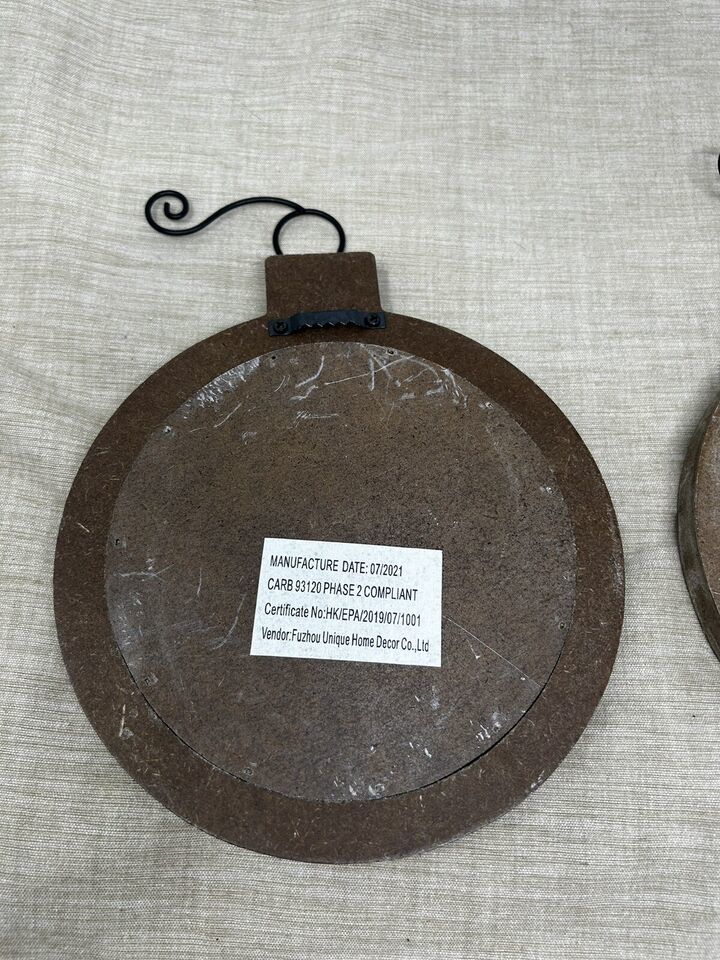 MANUFACTURE DATE: 07/2021
CARB 93120 PHASE 2 COMPLIANT
Certificate No:HK/EPA/2019/07/1001
Vendor:Fuzhou Unique Home Decor Co.,Ltd